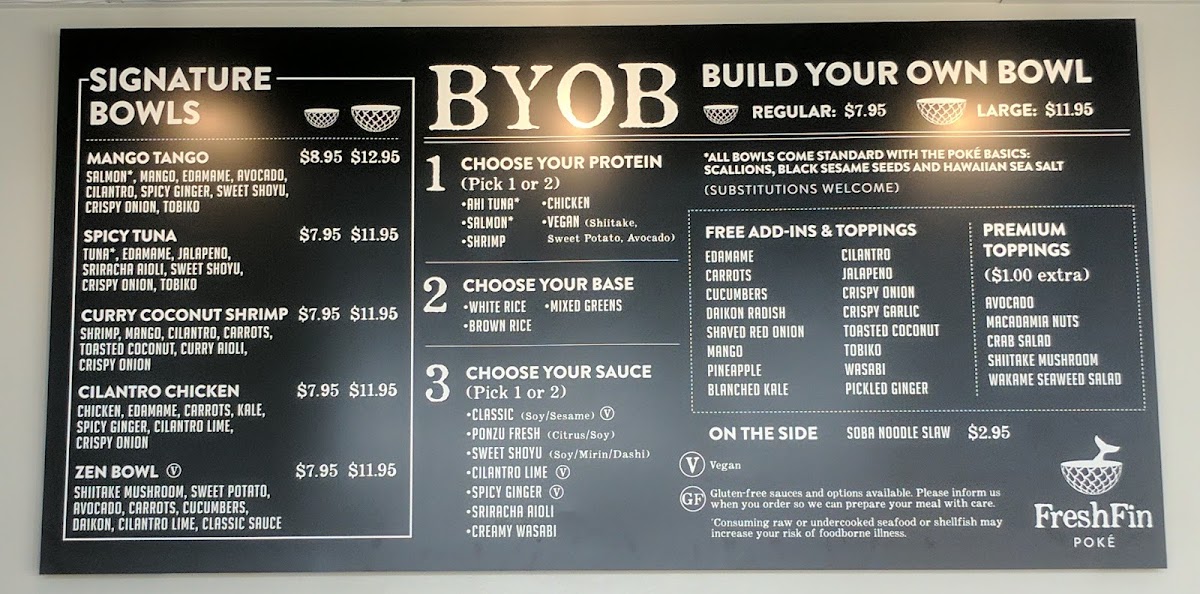 SIGNATURE
BOWLS
MANGO TANGO $8.95 $12.95
SALMON*, MANGO, EDAMAME, AVOCADO,
CILANTRO, SPICY GINGER, SWEET SHOYU,
CRISPY ONION, TOBIKO
SPICY TUNA $7.95 $11.95
TUNA*, EDAMAME, JALAPENO,
SRIRACHA AIOLI, SWEET SHOYU,
CRISPY ONION, TOBIKO
CURRY COCONUT SHRIMP $7.95 $11.95
SHRIMP, MANGO, CILANTRO, CARROTS,
TOASTED COCONUT, CURRY AIOLI,
CRISPY ONION
CILANTRO CHICKEN $7.95 $11.95
CHICKEN, EDAMAME, CARROTS, KALE,
SPICY GINGER, CILANTRO LIME,
CRISPY ONION
ZEN BOWL Ⓥ $7.95 $11.95
SHIITAKE MUSHROOM, SWEET POTATO,
AVOCADO, CARROTS, CUCUMBERS,
DAIKON, CILANTRO LIME, CLASSIC SAUCE
BYOB BUILD YOUR OWN BOWL
REGULAR: $7.95 LARGE: $11.95
1 CHOOSE YOUR PROTEIN
(Pick 1 or 2)
•AHI TUNA* •CHICKEN
•SALMON* •VEGAN (Shiitake,
•SHRIMP Sweet Potato, Avocado)
2 CHOOSE YOUR BASE
•WHITE RICE •MIXED GREENS
•BROWN RICE
3 CHOOSE YOUR SAUCE
(Pick 1 or 2)
•CLASSIC (Soy/Sesame) Ⓥ
•PONZU FRESH (Citrus/Soy)
•SWEET SHOYU (Soy/Mirin/Dashi)
•CILANTRO LIME Ⓥ
•SPICY GINGER Ⓥ
•SRIRACHA AIOLI
•CREAMY WASABI
*ALL BOWLS COME STANDARD WITH THE POKÉ BASICS:
SCALLIONS, BLACK SESAME SEEDS AND HAWAIIAN SEA SALT
(SUBSTITUTIONS WELCOME)
FREE ADD-INS & TOPPINGS
EDAMAME CILANTRO
CARROTS JALAPENO
CUCUMBERS CRISPY ONION
DAIKON RADISH CRISPY GARLIC
SHAVED RED ONION TOASTED COCONUT
MANGO TOBIKO
PINEAPPLE WASABI
BLANCHED KALE PICKLED GINGER
PREMIUM
TOPPINGS
($1.00 extra)
AVOCADO
MACADAMIA NUTS
CRAB SALAD
SHIITAKE MUSHROOM
WAKAME SEAWEED SALAD
ON THE SIDE SOBA NOODLE SLAW $2.95
Ⓥ Vegan
GF Gluten-free sauces and options available. Please inform us
when you order so we can prepare your meal with care.
*Consuming raw or undercooked seafood or shellfish may
increase your risk of foodborne illness.
FreshFin
POKÉ